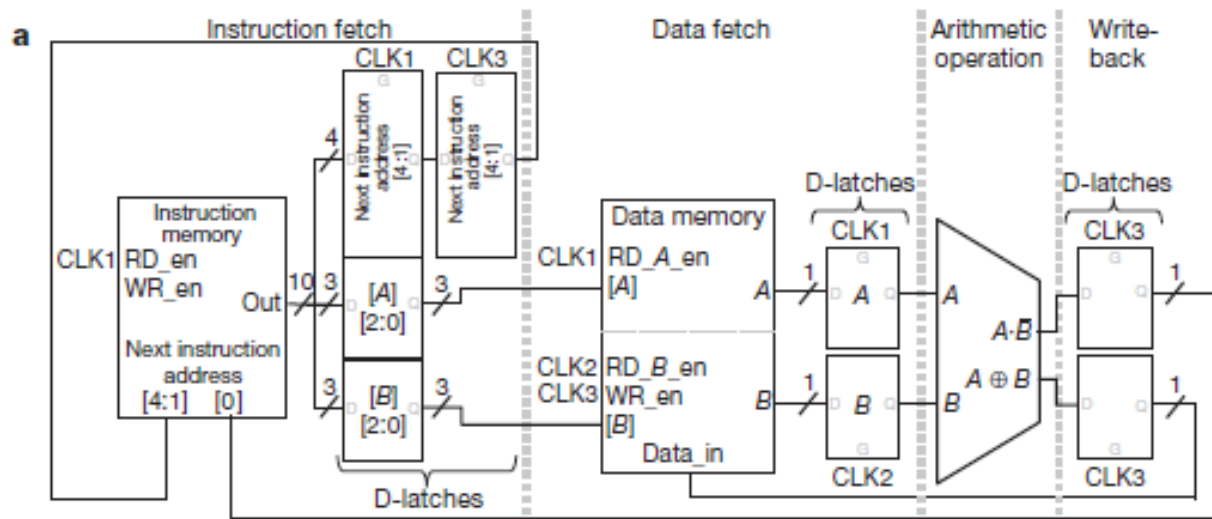 a
Instruction fetch
Data fetch
Arithmetic
operation
Write-
back
CLK1
CLK3
G
G
Next instruction
address
[4:1]
Next instruction
address
[4:1]
4
D
Q
D
Q
Instruction
memory
CLK1
RD_en
WR_en
Out
Next instruction
address
[4:1]
[0]
10
3
D
[A]
[2:0]
Q
3
3
D
[B]
[2:0]
Q
3
D-latches
Data memory
CLK1
RD_A_en
[A]
A
CLK2
RD_B_en
CLK3
WR_en
[B]
B
Data_in
1
1
D-latches
CLK1
G
D
A
Q
D
B
Q
G
CLK2
A
B
A·B̅
A ⊕ B
D-latches
CLK3
G
D
Q
1
D
Q
1
G
CLK3